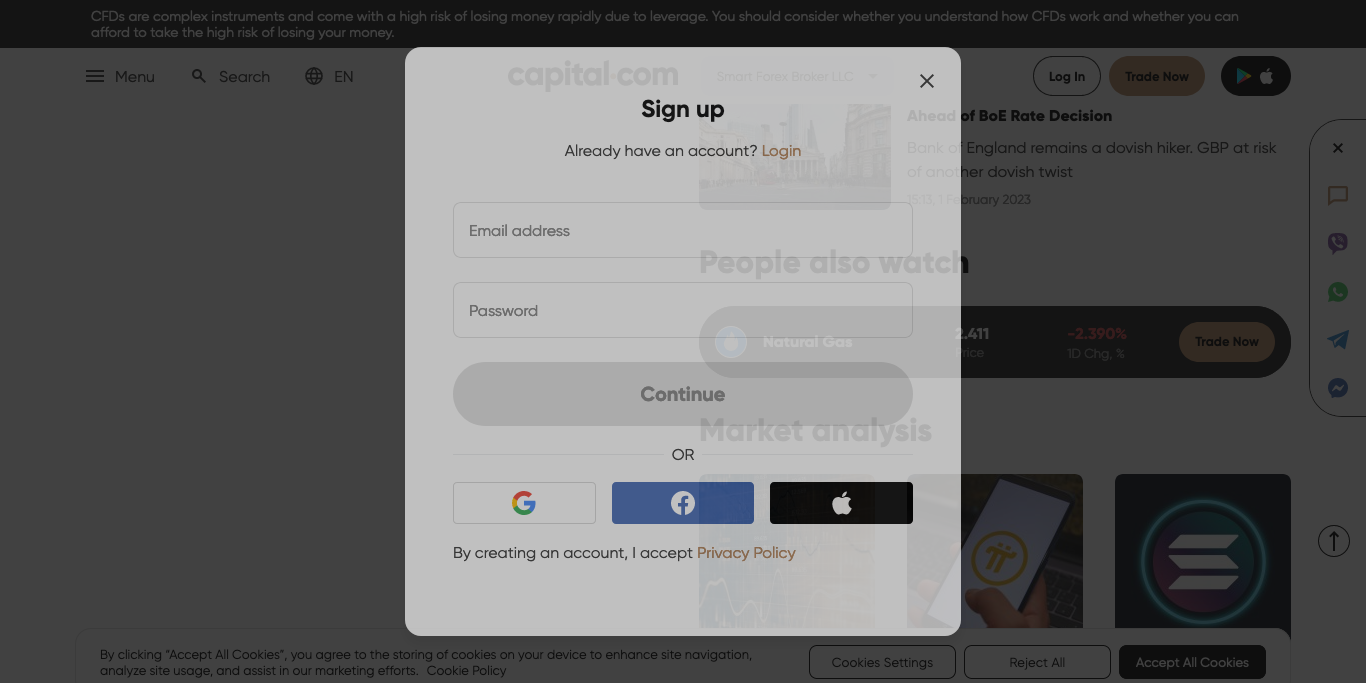 CFDs are complex instruments and come with a high risk of losing money rapidly due to leverage. You should consider whether you understand how CFDs work and whether you can
afford to take the high risk of losing your money.
Menu
Search
EN
capital.com
Smart Forex Broker LLC
Log In
Trade Now
Sign up
Already have an account? Login
Email address
Password
Continue
OR
By creating an account, I accept Privacy Policy
Ahead of BoE Rate Decision
Bank of England remains a dovish hiker. GBP at risk
of another dovish twist
15:13, 1 February 2023
People also watch
Natural Gas
2.411
Price
-2.390%
1D Chg, %
Trade Now
Market analysis
By clicking “Accept All Cookies”, you agree to the storing of cookies on your device to enhance site navigation,
analyze site usage, and assist in our marketing efforts. Cookie Policy
Cookies Settings
Reject All
Accept All Cookies